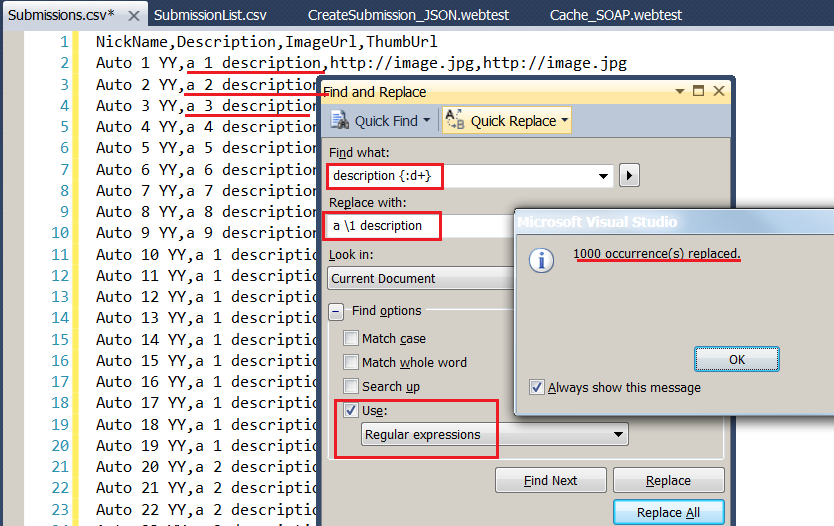 Submissions.csv* SubmissionList.csv CreateSubmission_JSON.webtest Cache_SOAP.webtest
1 NickName,Description,ImageUrl,ThumbUrl
2 Auto 1 YY,a 1 description,http://image.jpg,http://image.jpg
3 Auto 2 YY,a 2 description
4 Auto 3 YY,a 3 description
5 Auto 4 YY,a 4 description
6 Auto 5 YY,a 5 description
7 Auto 6 YY,a 6 description
8 Auto 7 YY,a 7 description
9 Auto 8 YY,a 8 description
10 Auto 9 YY,a 9 description
11 Auto 10 YY,a 1 descriptio
12 Auto 11 YY,a 1 descriptio
13 Auto 12 YY,a 1 descriptio
14 Auto 13 YY,a 1 descriptio
15 Auto 14 YY,a 1 descriptio
16 Auto 15 YY,a 1 descriptio
17 Auto 16 YY,a 1 descriptio
18 Auto 17 YY,a 1 descriptio
19 Auto 18 YY,a 1 descriptio
20 Auto 19 YY,a 1 descriptio
21 Auto 20 YY,a 2 descriptio
22 Auto 21 YY,a 2 descriptio
23 Auto 22 YY,a 2 descriptio
Find and Replace
Quick Find
Quick Replace
Find what:
description {:d+}
Replace with:
a \1 description
Look in:
Current Document
Find options
Match case
Match whole word
Search up
Use:
Regular expressions
Find Next Replace
Replace All
Microsoft Visual Studio
1000 occurrence(s) replaced.
OK
Always show this message